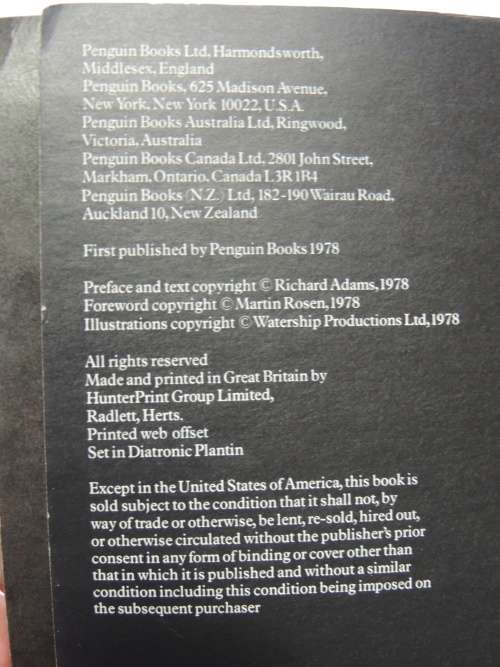 Penguin Books Ltd, Harmondsworth,
Middlesex, England
Penguin Books, 625 Madison Avenue,
New York, New York 10022, U.S.A.
Penguin Books Australia Ltd, Ringwood,
Victoria, Australia
Penguin Books Canada Ltd, 2801 John Street,
Markham, Ontario, Canada L3R 1B4
Penguin Books (N.Z.) Ltd, 182-190 Wairau Road,
Auckland 10, New Zealand
First published by Penguin Books 1978
Preface and text copyright © Richard Adams, 1978
Foreword copyright © Martin Rosen, 1978
Illustrations copyright © Watership Productions Ltd, 1978
All rights reserved
Made and printed in Great Britain by
HunterPrint Group Limited,
Radlett, Herts.
Printed web offset
Set in Diatronic Plantin
Except in the United States of America, this book is
sold subject to the condition that it shall not, by
way of trade or otherwise, be lent, re-sold, hired out,
or otherwise circulated without the publisher's prior
consent in any form of binding or cover other than
that in which it is published and without a similar
condition including this condition being imposed on
the subsequent purchaser